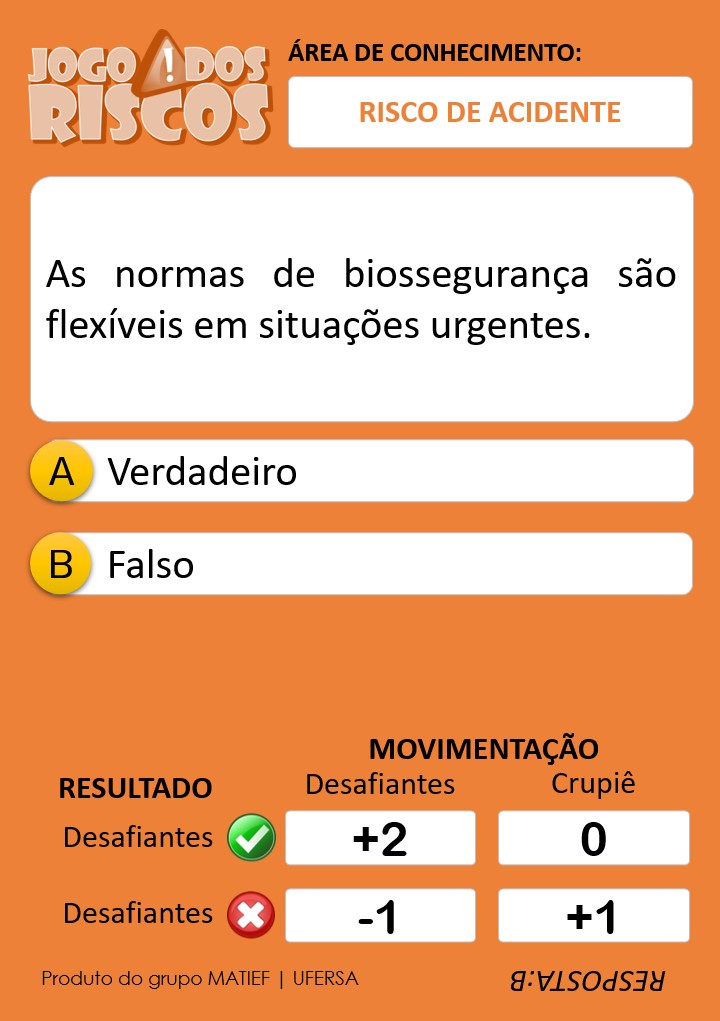 JOGO DOS
RISCOS
ÁREA DE CONHECIMENTO:
RISCO DE ACIDENTE
As normas de biossegurança são
flexíveis em situações urgentes.
A Verdadeiro
B Falso
MOVIMENTAÇÃO
RESULTADO Desafiantes Crupiê
Desafiantes +2 0
Desafiantes -1 +1
Produto do grupo MATIEF | UFERSA RESPOSTA:B